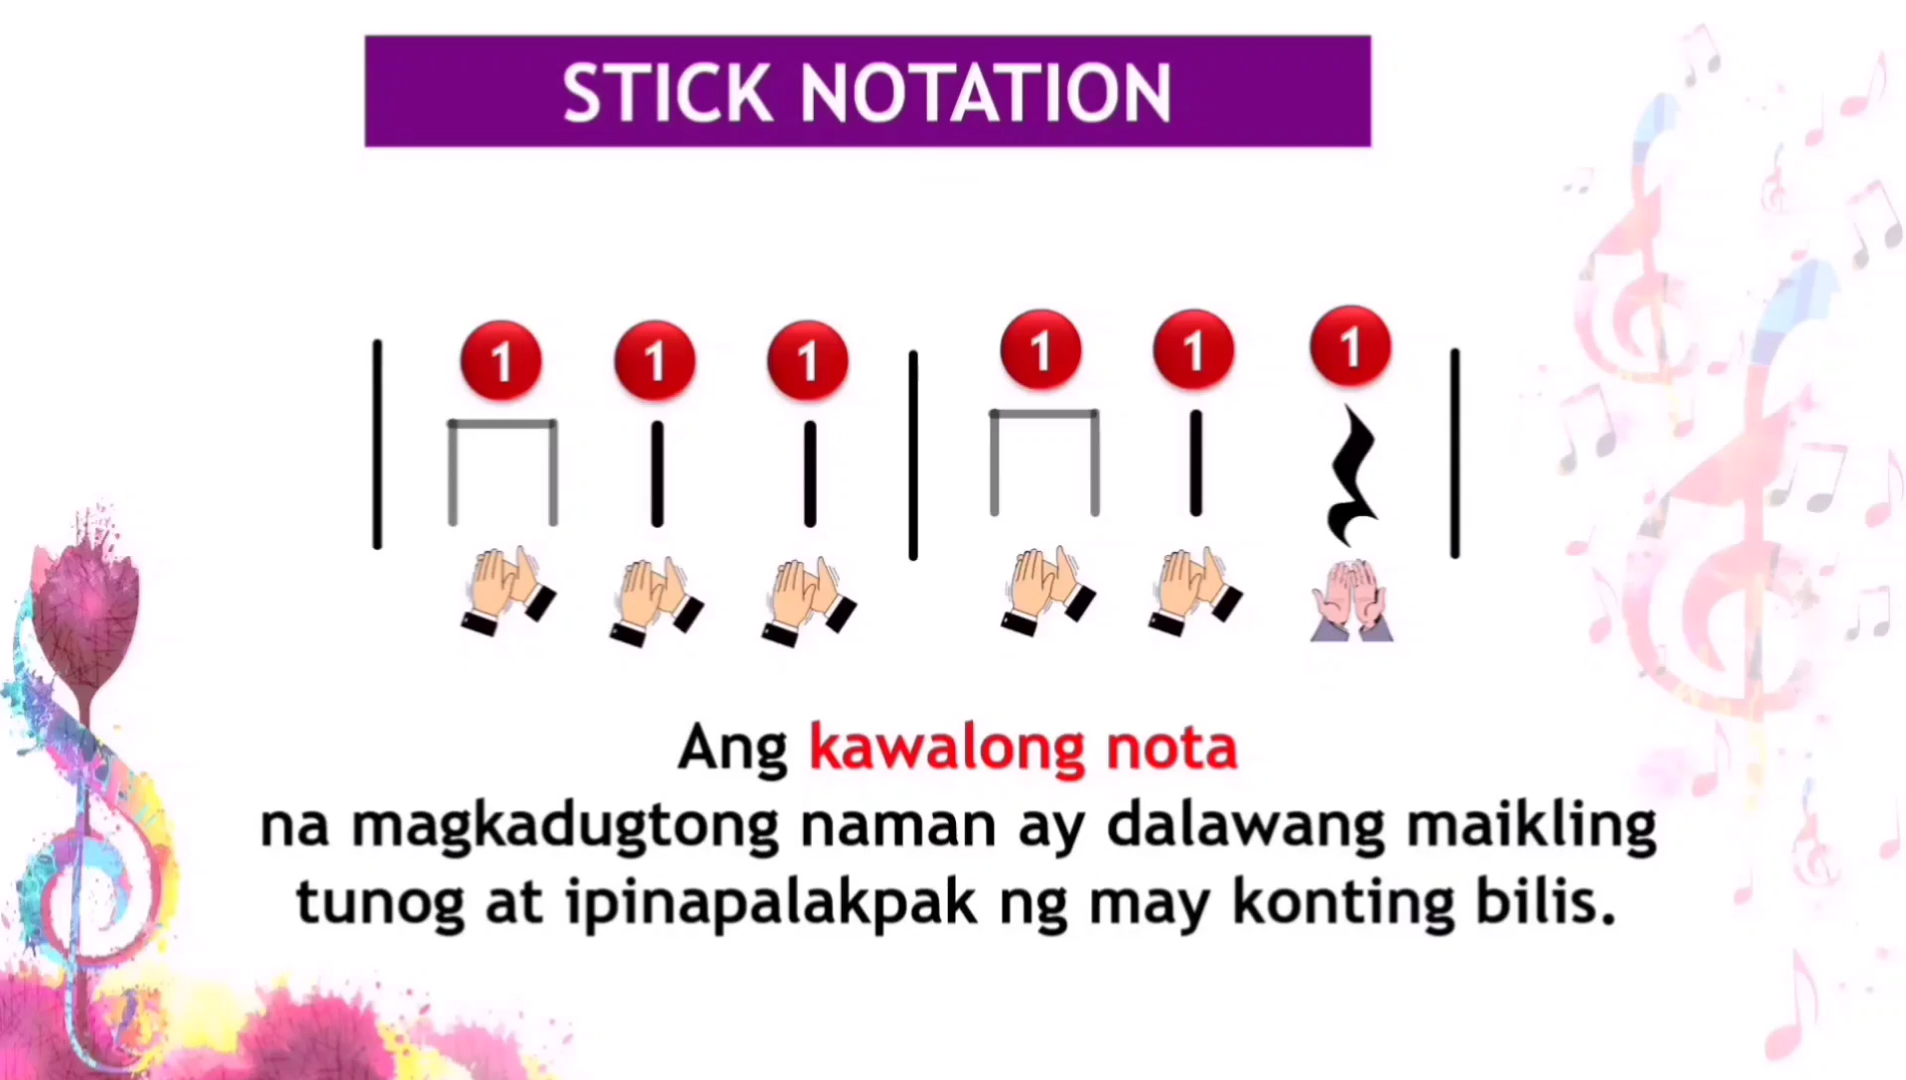 STICK NOTATION
1 1 1 1 1 1
Ang kawalong nota
na magkadugtong naman ay dalawang maikling
tunog at ipinapalakpak ng may konting bilis.